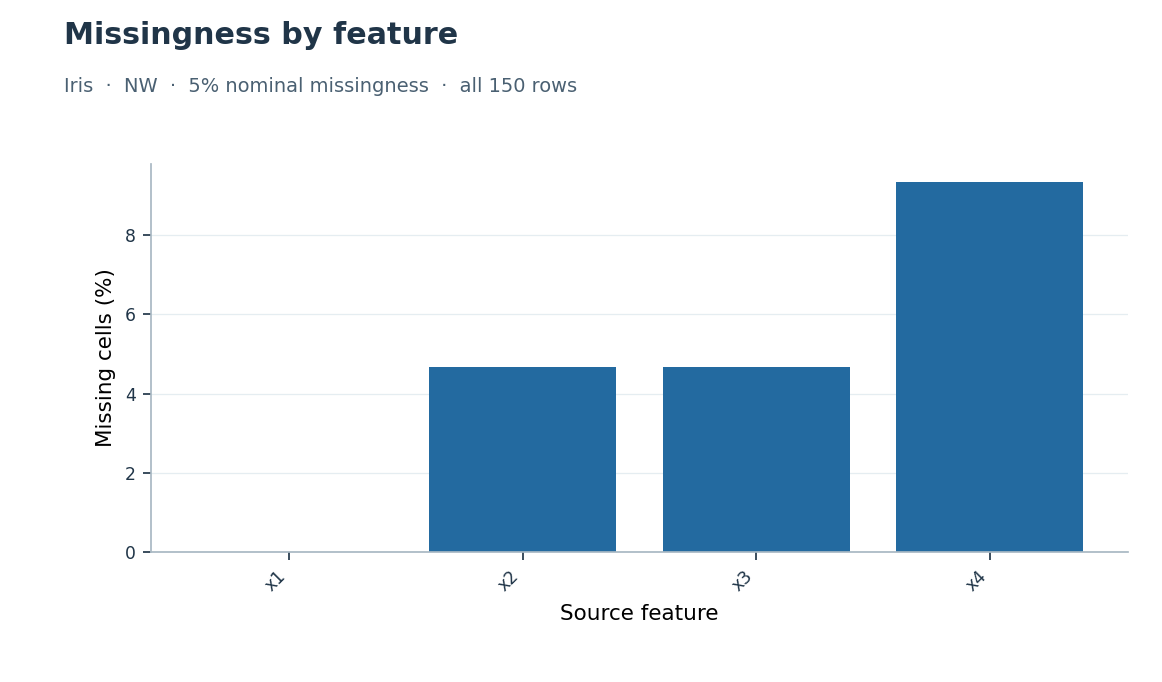 Missingness by feature
Iris · NW · 5% nominal missingness · all 150 rows
Missing cells (%)
8
6
4
2
0
x1 x2 x3 x4
Source feature